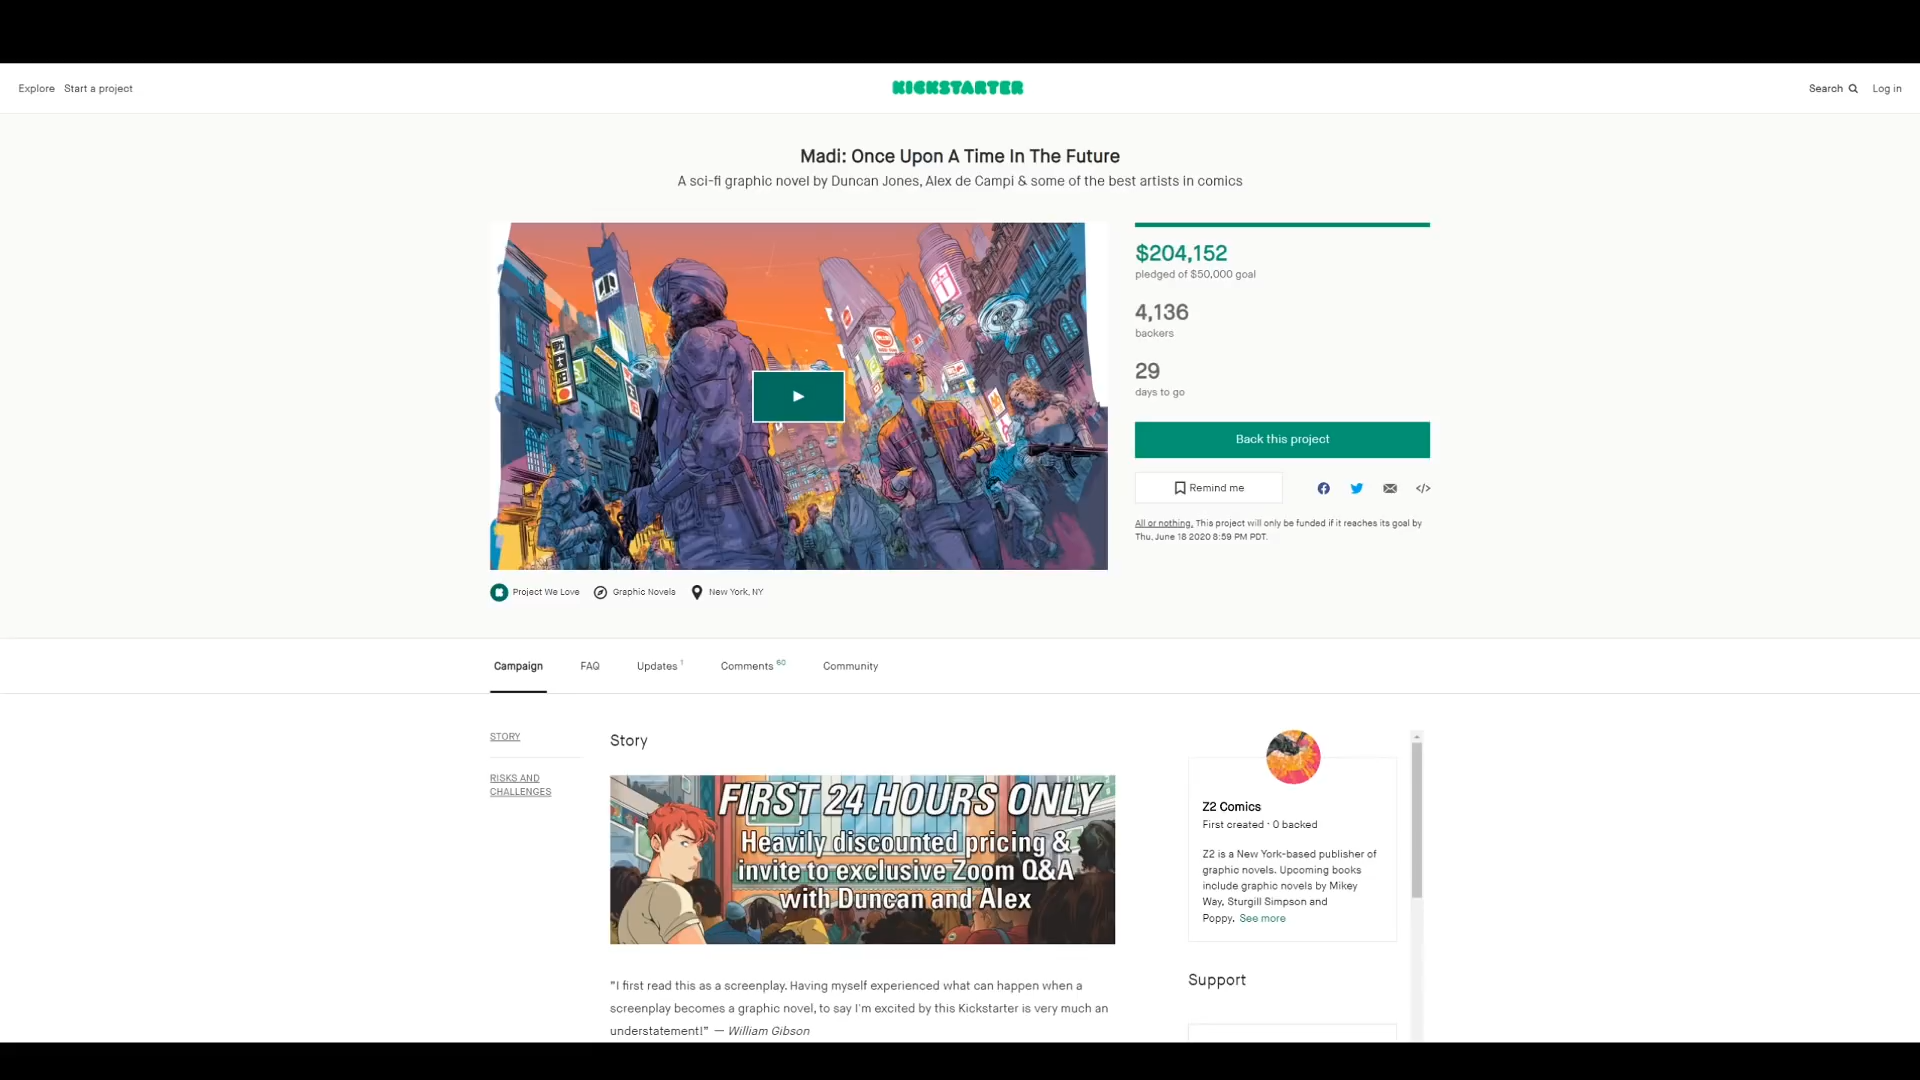 Explore Start a project
KICKSTARTER
Search Log in
Madi: Once Upon A Time In The Future
A sci-fi graphic novel by Duncan Jones, Alex de Campi & some of the best artists in comics
$204,152
pledged of $50,000 goal
4,136
backers
29
days to go
Back this project
Remind me
All or nothing. This project will only be funded if it reaches its goal by
Thu, June 18 2020 8:59 PM PDT.
Project We Love Graphic Novels New York, NY
Campaign FAQ Updates 1 Comments 60 Community
STORY
RISKS AND
CHALLENGES
Story
FIRST 24 HOURS ONLY
Heavily discounted pricing &
invite to exclusive Zoom Q&A
with Duncan and Alex
"I first read this as a screenplay. Having myself experienced what can happen when a
screenplay becomes a graphic novel, to say I'm excited by this Kickstarter is very much an
understatement!" — William Gibson
Z2 Comics
First created · 0 backed
Z2 is a New York-based publisher of
graphic novels. Upcoming books
include graphic novels by Mikey
Way, Sturgill Simpson and
Poppy. See more
Support